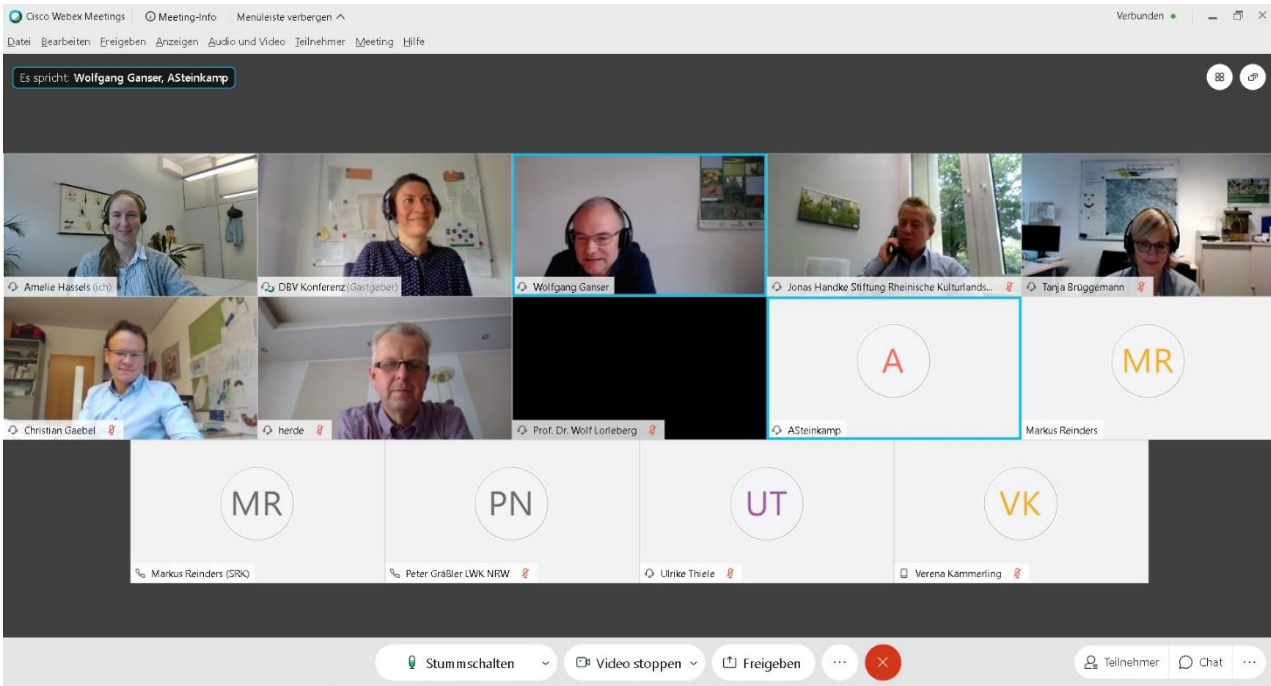 Cisco Webex Meetings Meeting-Info Menüleiste verbergen Verbunden
Datei Bearbeiten Freigeben Anzeigen Audio und Video Teilnehmer Meeting Hilfe
Es spricht: Wolfgang Ganser, ASteinkamp
Amelie Hassels (ich)
DBV Konferenz (Gastgeber)
Wolfgang Ganser
Jonas Handke Stiftung Rheinische Kulturlands...
Tanja Brüggemann
A
MR
Christian Gaebel
herde
Prof. Dr. Wolf Lorleberg
ASteinkamp
Markus Reinders
MR
PN
UT
VK
Markus Reinders (SRK)
Peter Gräßler LWK NRW
Ulrike Thiele
Verena Kämmerling
Stummschalten Video stoppen Freigeben ... Teilnehmer Chat ...